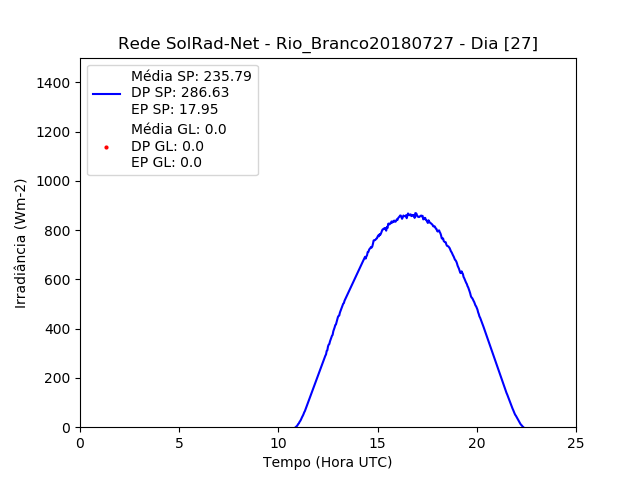 Rede SolRad-Net - Rio_Branco20180727 - Dia [27]
Média SP: 235.79
DP SP: 286.63
EP SP: 17.95
Média GL: 0.0
DP GL: 0.0
EP GL: 0.0
Irradiância (Wm-2)
1400
1200
1000
800
600
400
200
0
0 5 10 15 20 25
Tempo (Hora UTC)